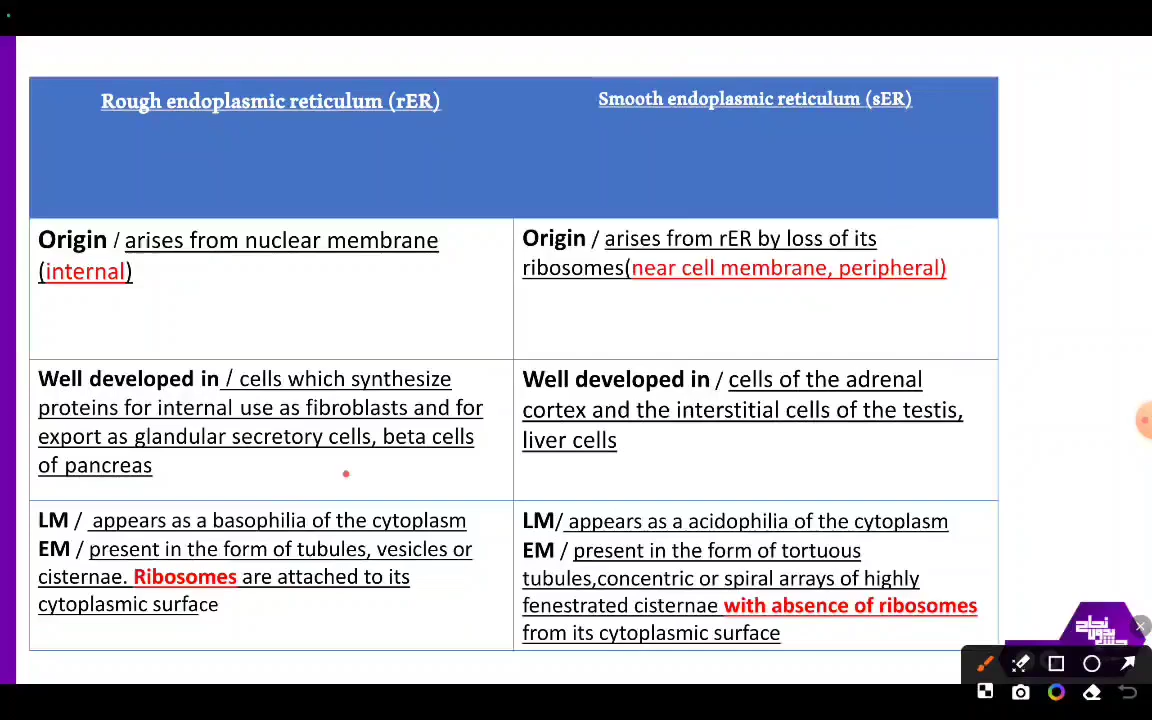 Rough endoplasmic reticulum (rER)
Smooth endoplasmic reticulum (sER)
Origin / arises from nuclear membrane
(internal)
Origin / arises from rER by loss of its
ribosomes(near cell membrane, peripheral)
Well developed in / cells which synthesize
proteins for internal use as fibroblasts and for
export as glandular secretory cells, beta cells
of pancreas
Well developed in / cells of the adrenal
cortex and the interstitial cells of the testis,
liver cells
LM / appears as a basophilia of the cytoplasm
EM / present in the form of tubules, vesicles or
cisternae. Ribosomes are attached to its
cytoplasmic surface
LM/ appears as a acidophilia of the cytoplasm
EM / present in the form of tortuous
tubules,concentric or spiral arrays of highly
fenestrated cisternae with absence of ribosomes
from its cytoplasmic surface